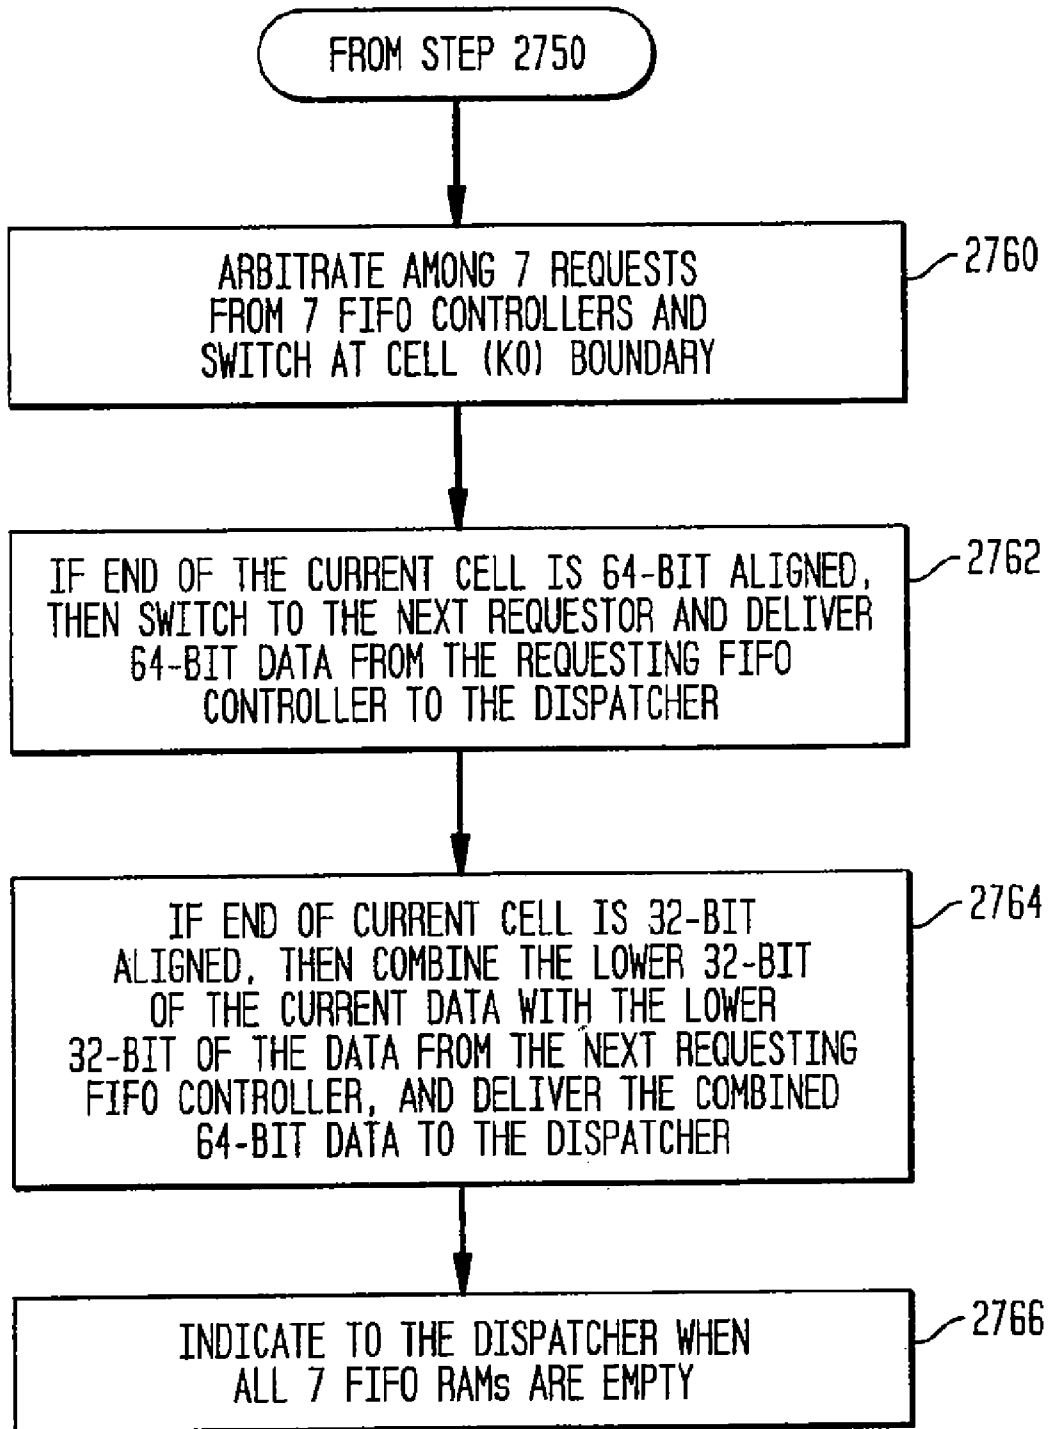 FROM STEP 2750
ARBITRATE AMONG 7 REQUESTS
FROM 7 FIFO CONTROLLERS AND
SWITCH AT CELL (K0) BOUNDARY
2760
IF END OF THE CURRENT CELL IS 64-BIT ALIGNED,
THEN SWITCH TO THE NEXT REQUESTOR AND DELIVER
64-BIT DATA FROM THE REQUESTING FIFO
CONTROLLER TO THE DISPATCHER
2762
IF END OF CURRENT CELL IS 32-BIT
ALIGNED, THEN COMBINE THE LOWER 32-BIT
OF THE CURRENT DATA WITH THE LOWER
32-BIT OF THE DATA FROM THE NEXT REQUESTING
FIFO CONTROLLER, AND DELIVER THE COMBINED
64-BIT DATA TO THE DISPATCHER
2764
INDICATE TO THE DISPATCHER WHEN
ALL 7 FIFO RAMs ARE EMPTY
2766